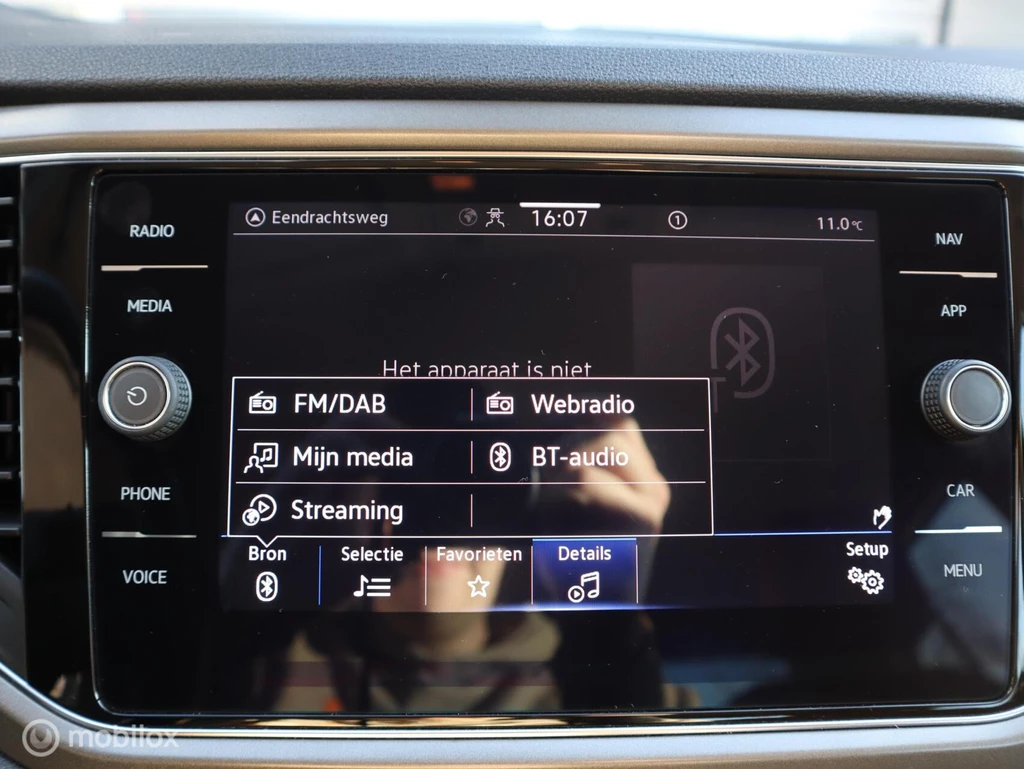 RADIO
MEDIA
PHONE
VOICE
Eendrachtsweg
16:07
1
11.0°C
Het apparaat is niet
FM/DAB
Webradio
Mijn media
BT-audio
Streaming
Bron
Selectie
Favorieten
Details
Setup
NAV
APP
CAR
MENU
mobilox